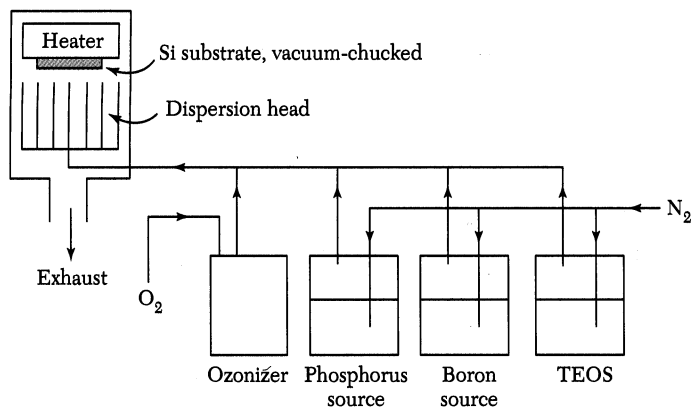 Heater
Si substrate, vacuum-chucked
Dispersion head
N₂
Exhaust
O₂
Ozonizer
Phosphorus
source
Boron
source
TEOS